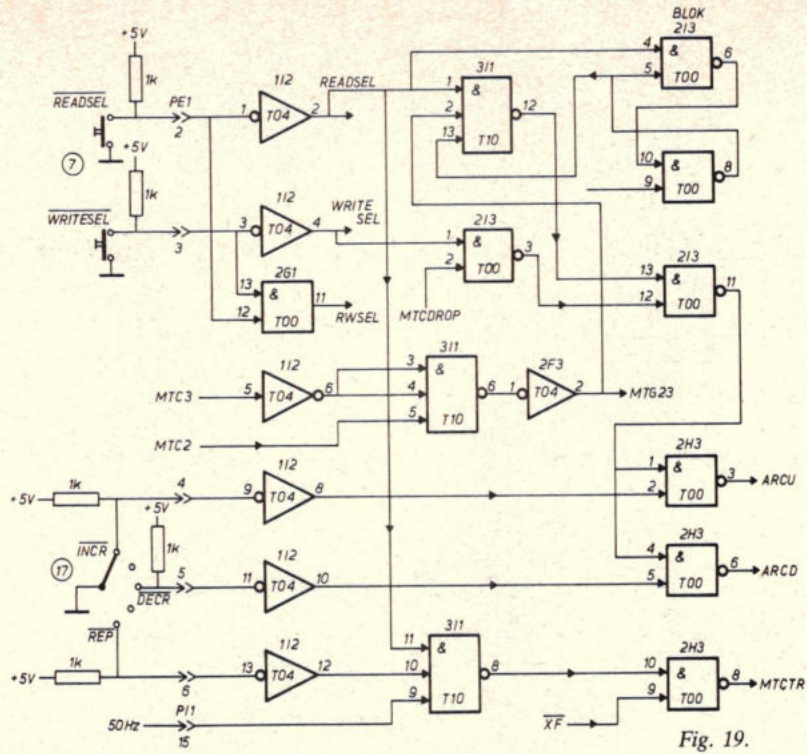 BLOK
+5V
1k
READSEL
PE1
2
7
1I2
1 T04 2
READSEL
3I1
1 &
2
13
T10
12
2I3
4 &
5
T00
6
10 &
9
T00
8
+5V
1k
WRITESEL
3
1I2
3 T04 4
WRITE
SEL
2G1
13 &
12
T00
11
RWSEL
2I3
1 &
2
T00
3
MTCDROP
2I3
13 &
12
T00
11
MTC3
1I2
5 T04 6
MTC2
3I1
3 &
4
5
T10
6
2F3
1 T04 2
MTG23
+5V
1k
4
1I2
9 T04 8
2H3
1 &
2
T00
3
ARCU
17
INCR
+5V
1k
5
DECR
1I2
11 T04 10
2H3
4 &
5
T00
6
ARCD
REP
+5V
1k
6
1I2
13 T04 12
3I1
11 &
10
9
T10
8
50Hz
PI1
15
2H3
10 &
9
T00
8
MTCTR
XF
Fig. 19.